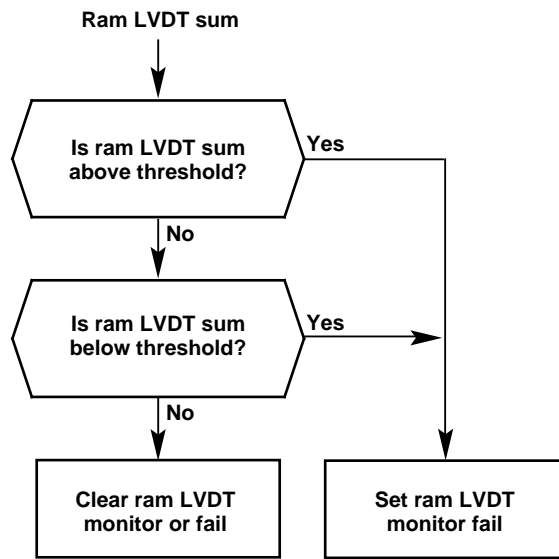 Ram LVDT sum
Is ram LVDT sum
above threshold?
Yes
No
Is ram LVDT sum
below threshold?
Yes
No
Clear ram LVDT
monitor or fail
Set ram LVDT
monitor fail